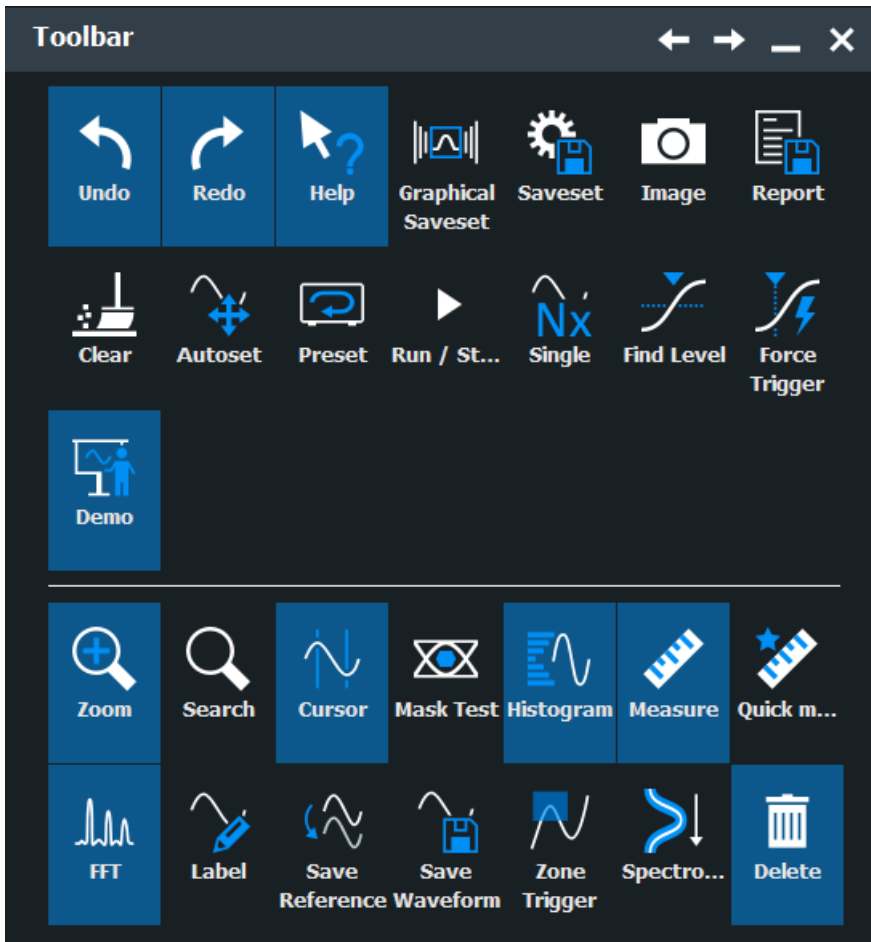 Toolbar
Undo
Redo
Help
Graphical
Saveset
Saveset
Image
Report
Clear
Autoset
Preset
Run / St...
Nx
Single
Find Level
Force
Trigger
Demo
Zoom
Search
Cursor
Mask Test
Histogram
Measure
Quick m...
FFT
Label
Save
Reference
Save
Waveform
Zone
Trigger
Spectro...
Delete